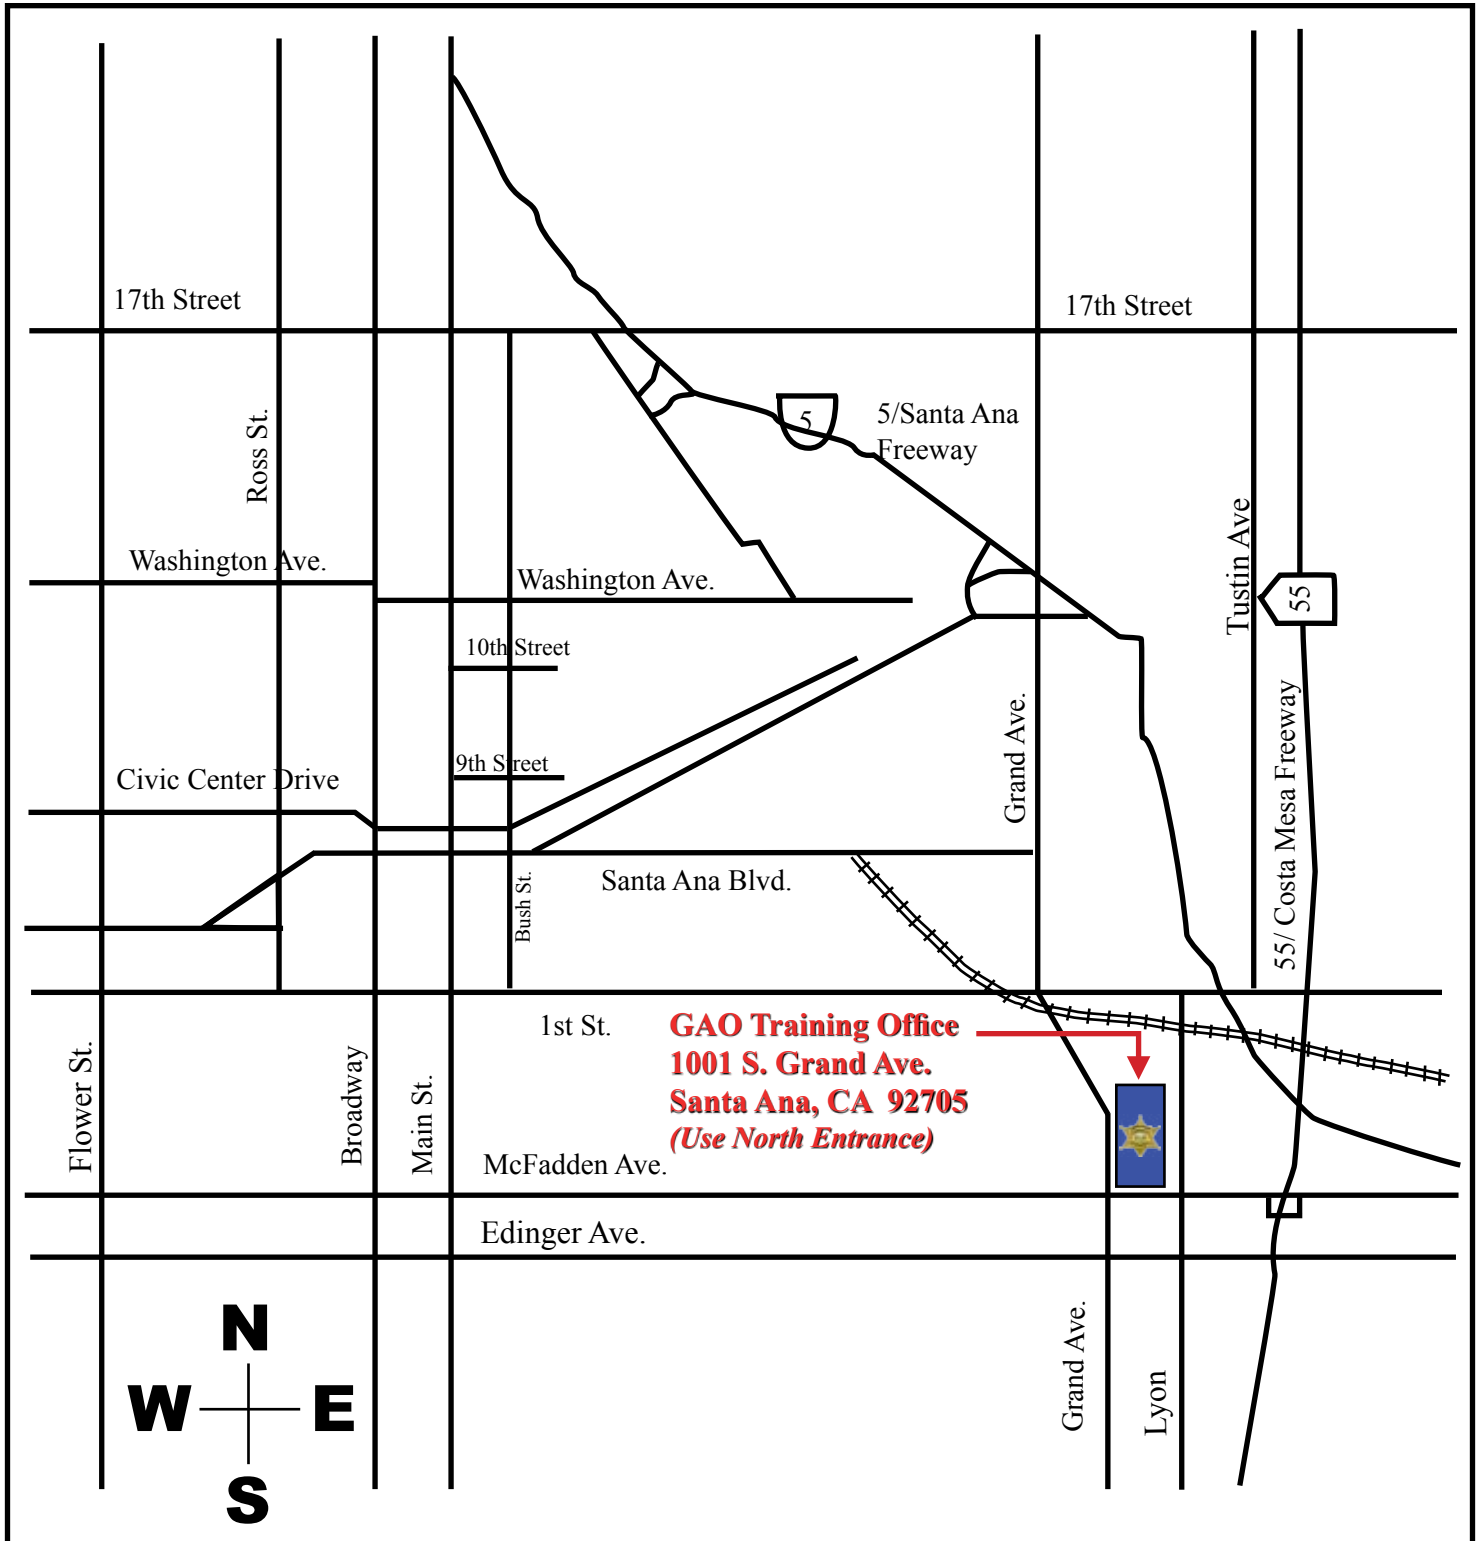 17th Street
17th Street
5
5/Santa Ana
Freeway
Ross St.
Tustin Ave
Washington Ave.
Washington Ave.
55
10th Street
Grand Ave.
55/ Costa Mesa Freeway
9th Street
Civic Center Drive
Bush St.
Santa Ana Blvd.
1st St.
GAO Training Office
1001 S. Grand Ave.
Santa Ana, CA  92705
(Use North Entrance)
Flower St.
Broadway
Main St.
McFadden Ave.
Edinger Ave.
Grand Ave.
Lyon
N
W
E
S